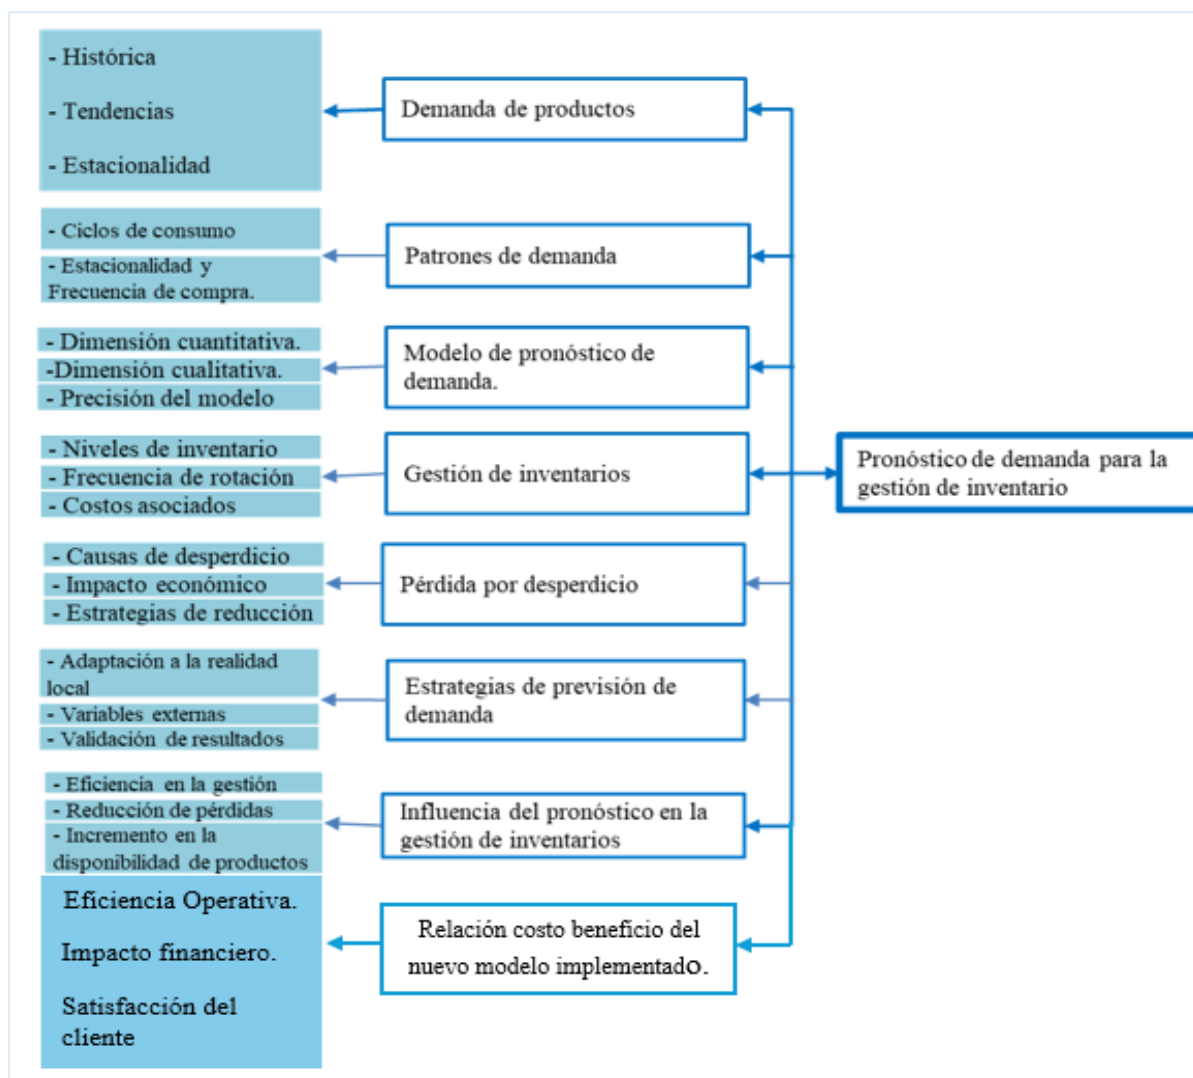 - Histórica
- Tendencias
- Estacionalidad
Demanda de productos
- Ciclos de consumo
- Estacionalidad y
Frecuencia de compra.
Patrones de demanda
- Dimensión cuantitativa.
-Dimensión cualitativa.
- Precisión del modelo
Modelo de pronóstico de
demanda.
- Niveles de inventario
- Frecuencia de rotación
- Costos asociados
Gestión de inventarios
Pronóstico de demanda para la
gestión de inventario
- Causas de desperdicio
- Impacto económico
- Estrategias de reducción
Pérdida por desperdicio
- Adaptación a la realidad
local
- Variables externas
- Validación de resultados
Estrategias de previsión de
demanda
- Eficiencia en la gestión
- Reducción de pérdidas
- Incremento en la
disponibilidad de productos
Influencia del pronóstico en la
gestión de inventarios
Eficiencia Operativa.
Impacto financiero.
Satisfacción del
cliente
Relación costo beneficio del
nuevo modelo implementado.